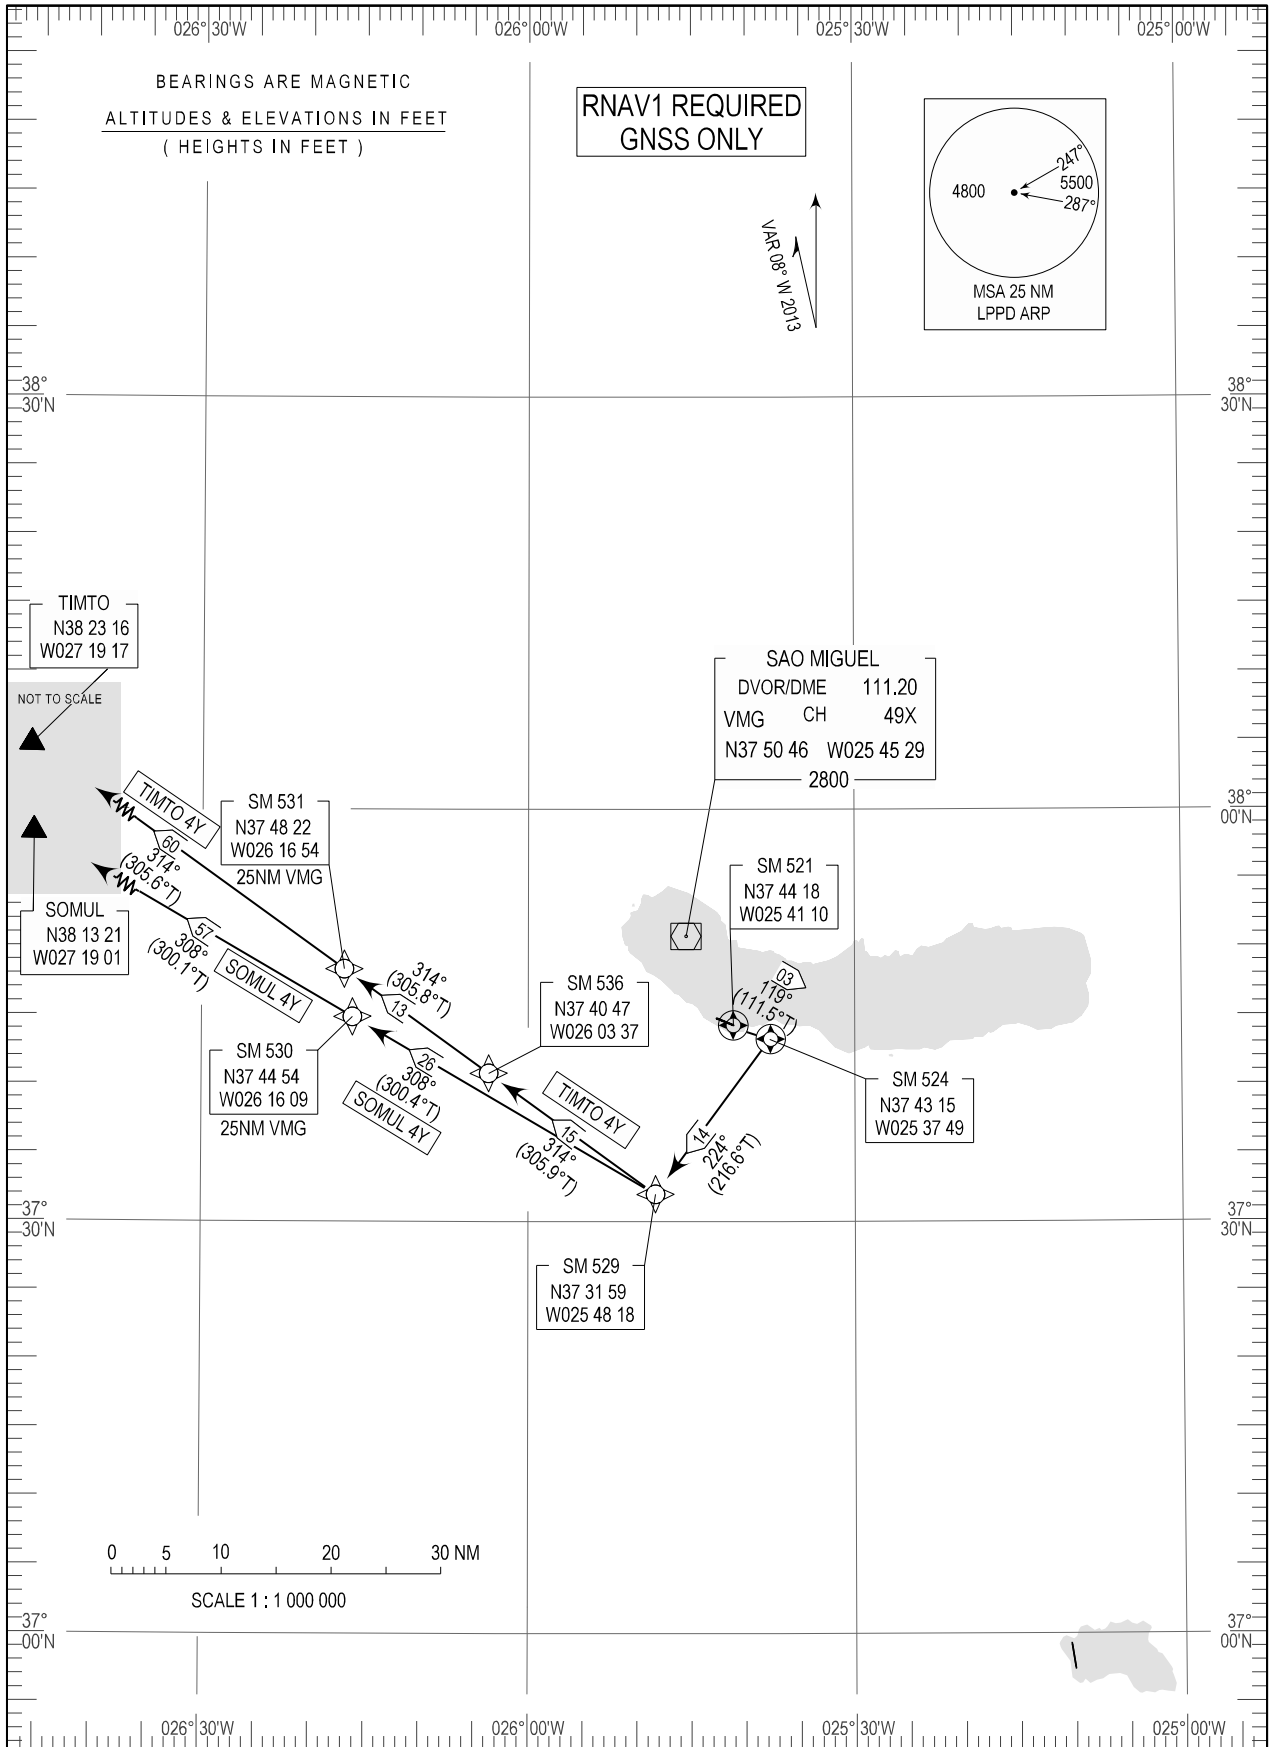 026° 30'W
026° 00'W
025° 30'W
025° 00'W
BEARINGS ARE MAGNETIC
ALTITUDES & ELEVATIONS IN FEET
( HEIGHTS IN FEET )
RNAV1 REQUIRED
GNSS ONLY
VAR 08° W 2013
247°
4800
5500
287°
MSA 25 NM
LPPD ARP
38°
30'N
38°
30'N
TIMTO
N38 23 16
W027 19 17
NOT TO SCALE
SAO MIGUEL
DVOR/DME 111.20
VMG CH 49X
N37 50 46 W025 45 29
2800
38°
00'N
TIMTO 4Y
60
314°
(305.6°T)
SM 531
N37 48 22
W026 16 54
25NM VMG
SM 521
N37 44 18
W025 41 10
SOMUL
N38 13 21
W027 19 01
57
308°
(300.1°T)
SOMUL 4Y
314°
(305.8°T)
13
SM 536
N37 40 47
W026 03 37
03
119°
(111.5°T)
SM 530
N37 44 54
W026 16 09
25NM VMG
26
308°
(300.4°T)
SOMUL 4Y
TIMTO 4Y
15
314°
(305.9°T)
14
224°
(216.6°T)
SM 524
N37 43 15
W025 37 49
37°
30'N
37°
30'N
SM 529
N37 31 59
W025 48 18
0 5 10 20 30 NM
SCALE 1 : 1 000 000
37°
00'N
37°
00'N
026° 30'W
026° 00'W
025° 30'W
025° 00'W